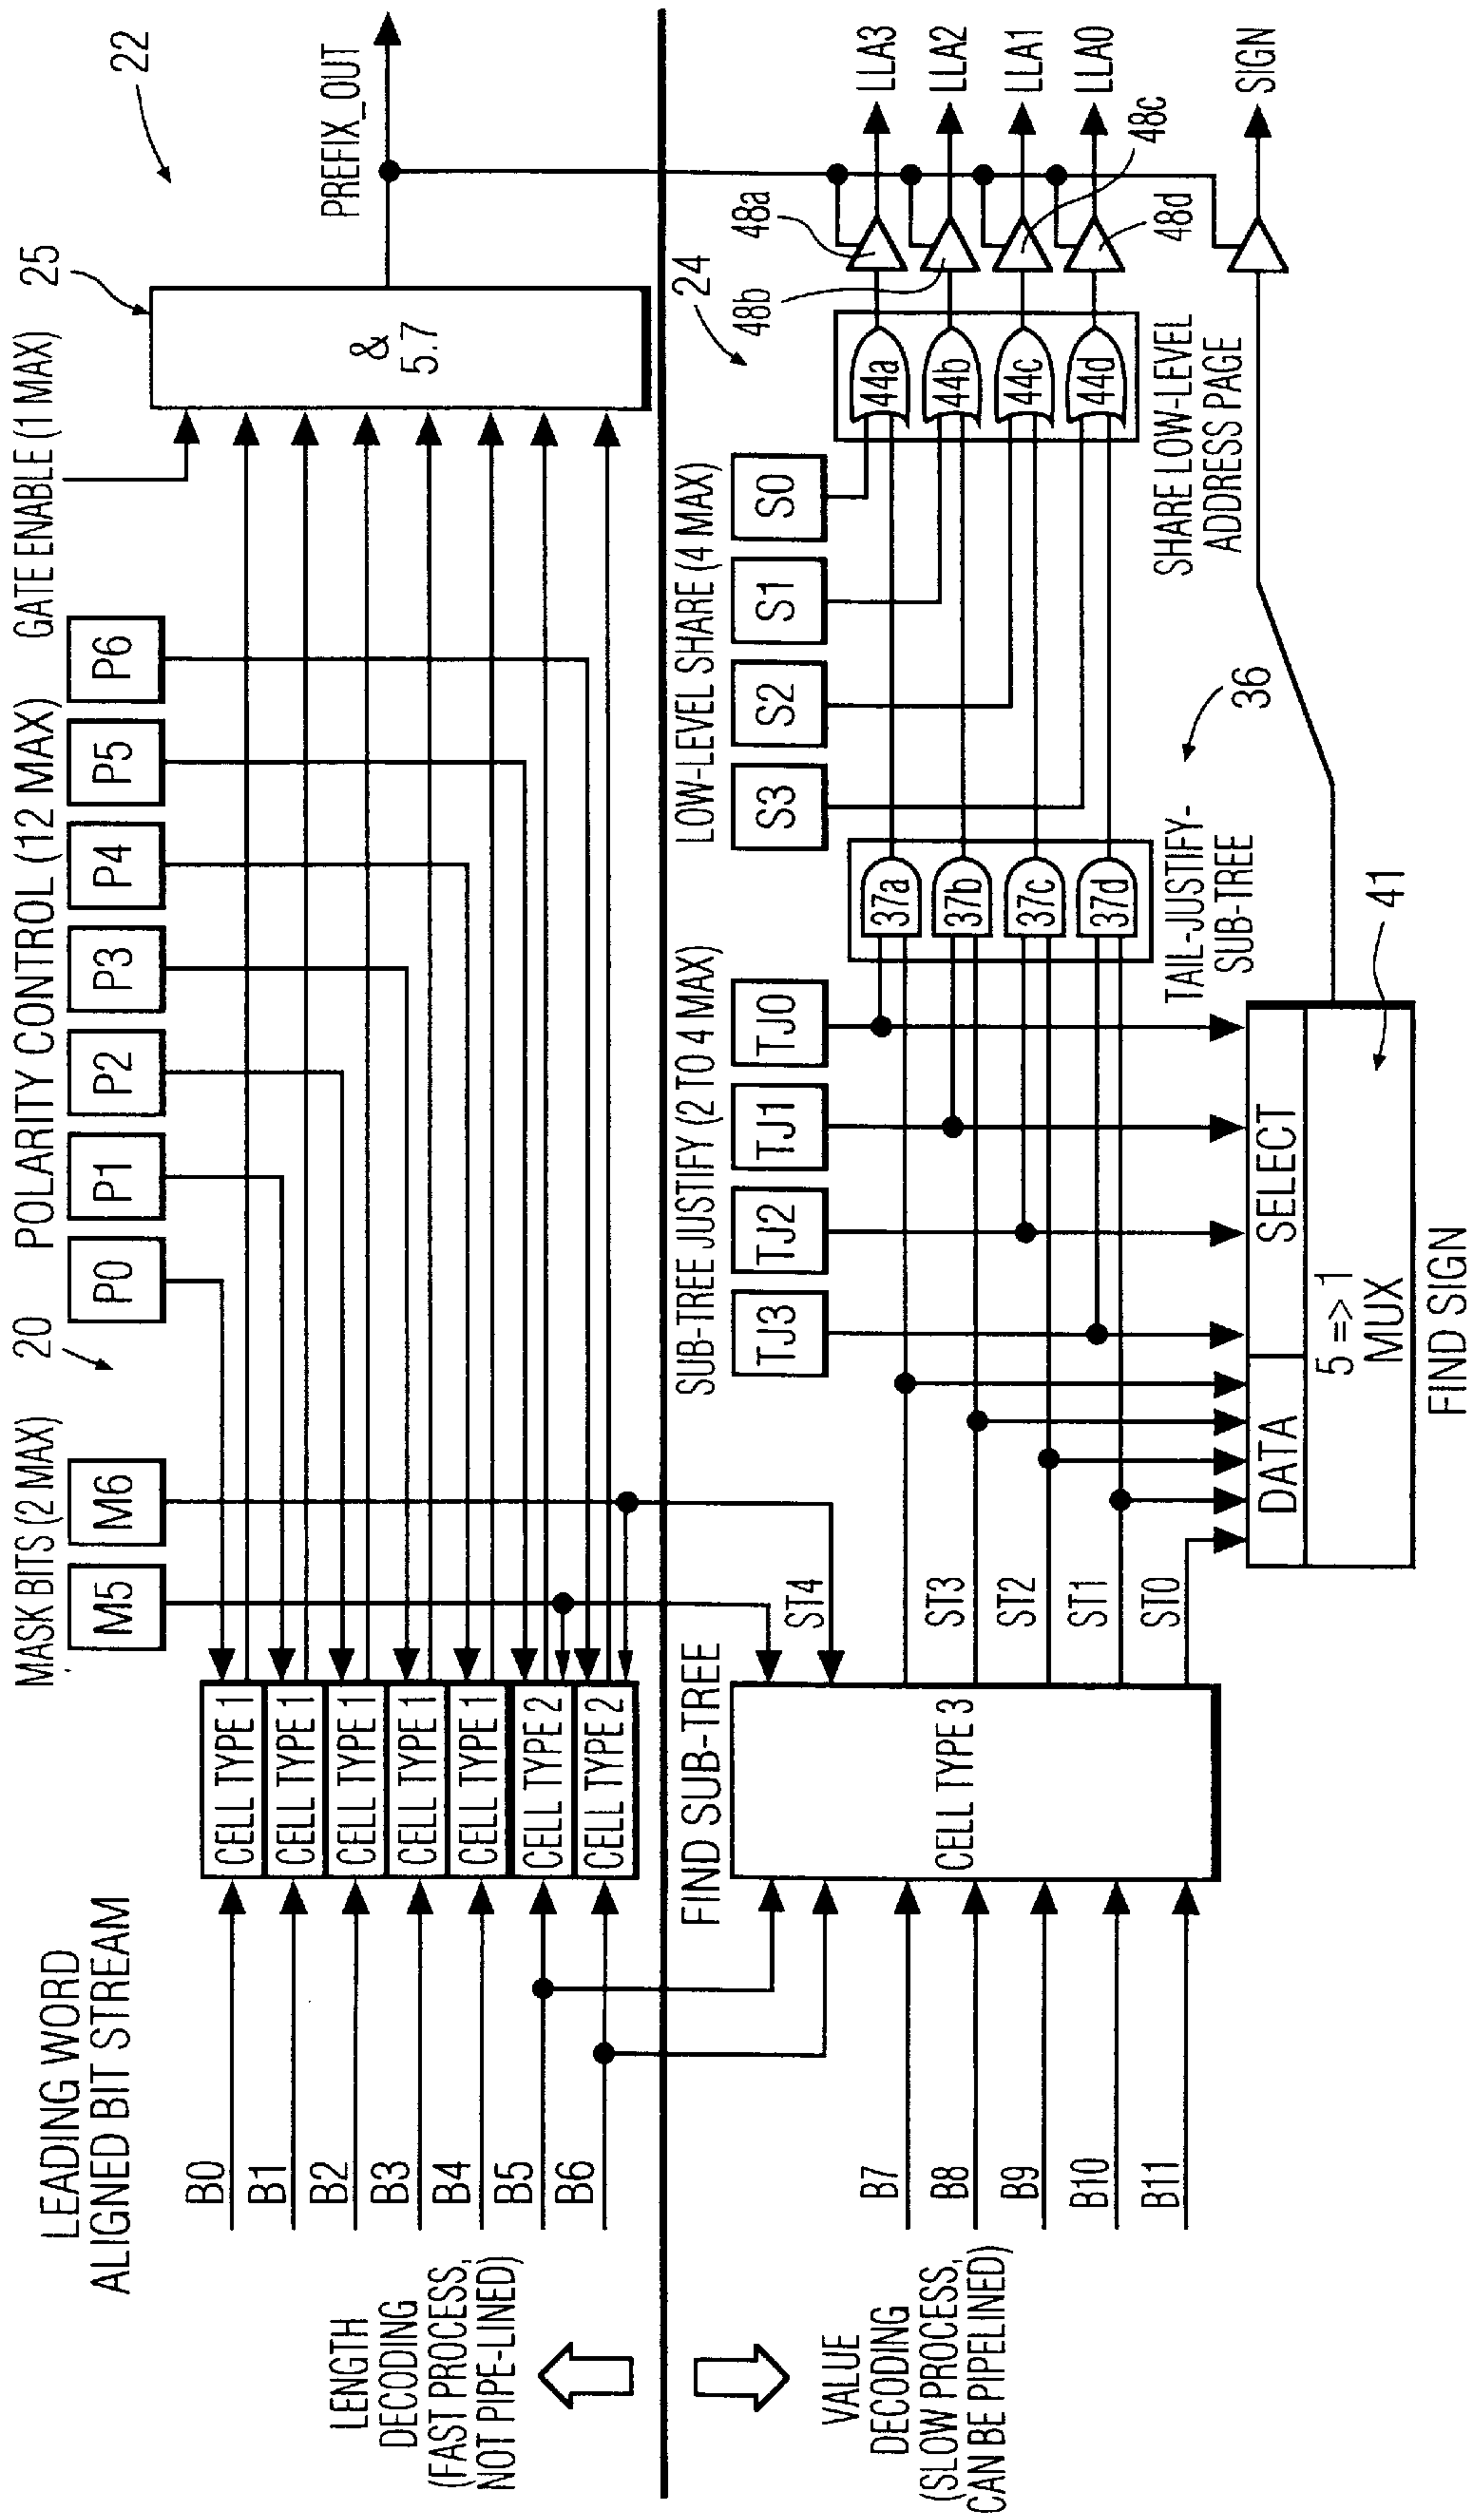 LEADING WORD
ALIGNED BIT STREAM
MASK BITS (2 MAX)
20
POLARITY CONTROL (12 MAX)
GATE ENABLE (1 MAX)
25
22
M5
M6
P0
P1
P2
P3
P4
P5
P6
&
5.7
PREFIX_OUT
B0
B1
B2
B3
B4
B5
B6
CELL TYPE 1
CELL TYPE 1
CELL TYPE 1
CELL TYPE 1
CELL TYPE 1
CELL TYPE 2
CELL TYPE 2
LENGTH
DECODING
(FAST PROCESS,
NOT PIPE-LINED)
VALUE
DECODING
(SLOW PROCESS,
CAN BE PIPELINED)
FIND SUB-TREE
SUB-TREE JUSTIFY (2 TO 4 MAX)
LOW-LEVEL SHARE (4 MAX)
24
TJ3
TJ2
TJ1
TJ0
S3
S2
S1
S0
48b
48a
B7
B8
B9
B10
B11
CELL TYPE 3
ST4
ST3
ST2
ST1
ST0
37a
37b
37c
37d
44a
44b
44c
44d
LLA3
LLA2
LLA1
LLA0
48c
48d
TAIL-JUSTIFY-
SUB-TREE
36
SHARE LOW-LEVEL
ADDRESS PAGE
SIGN
DATA
SELECT
5 => 1
MUX
41
FIND SIGN